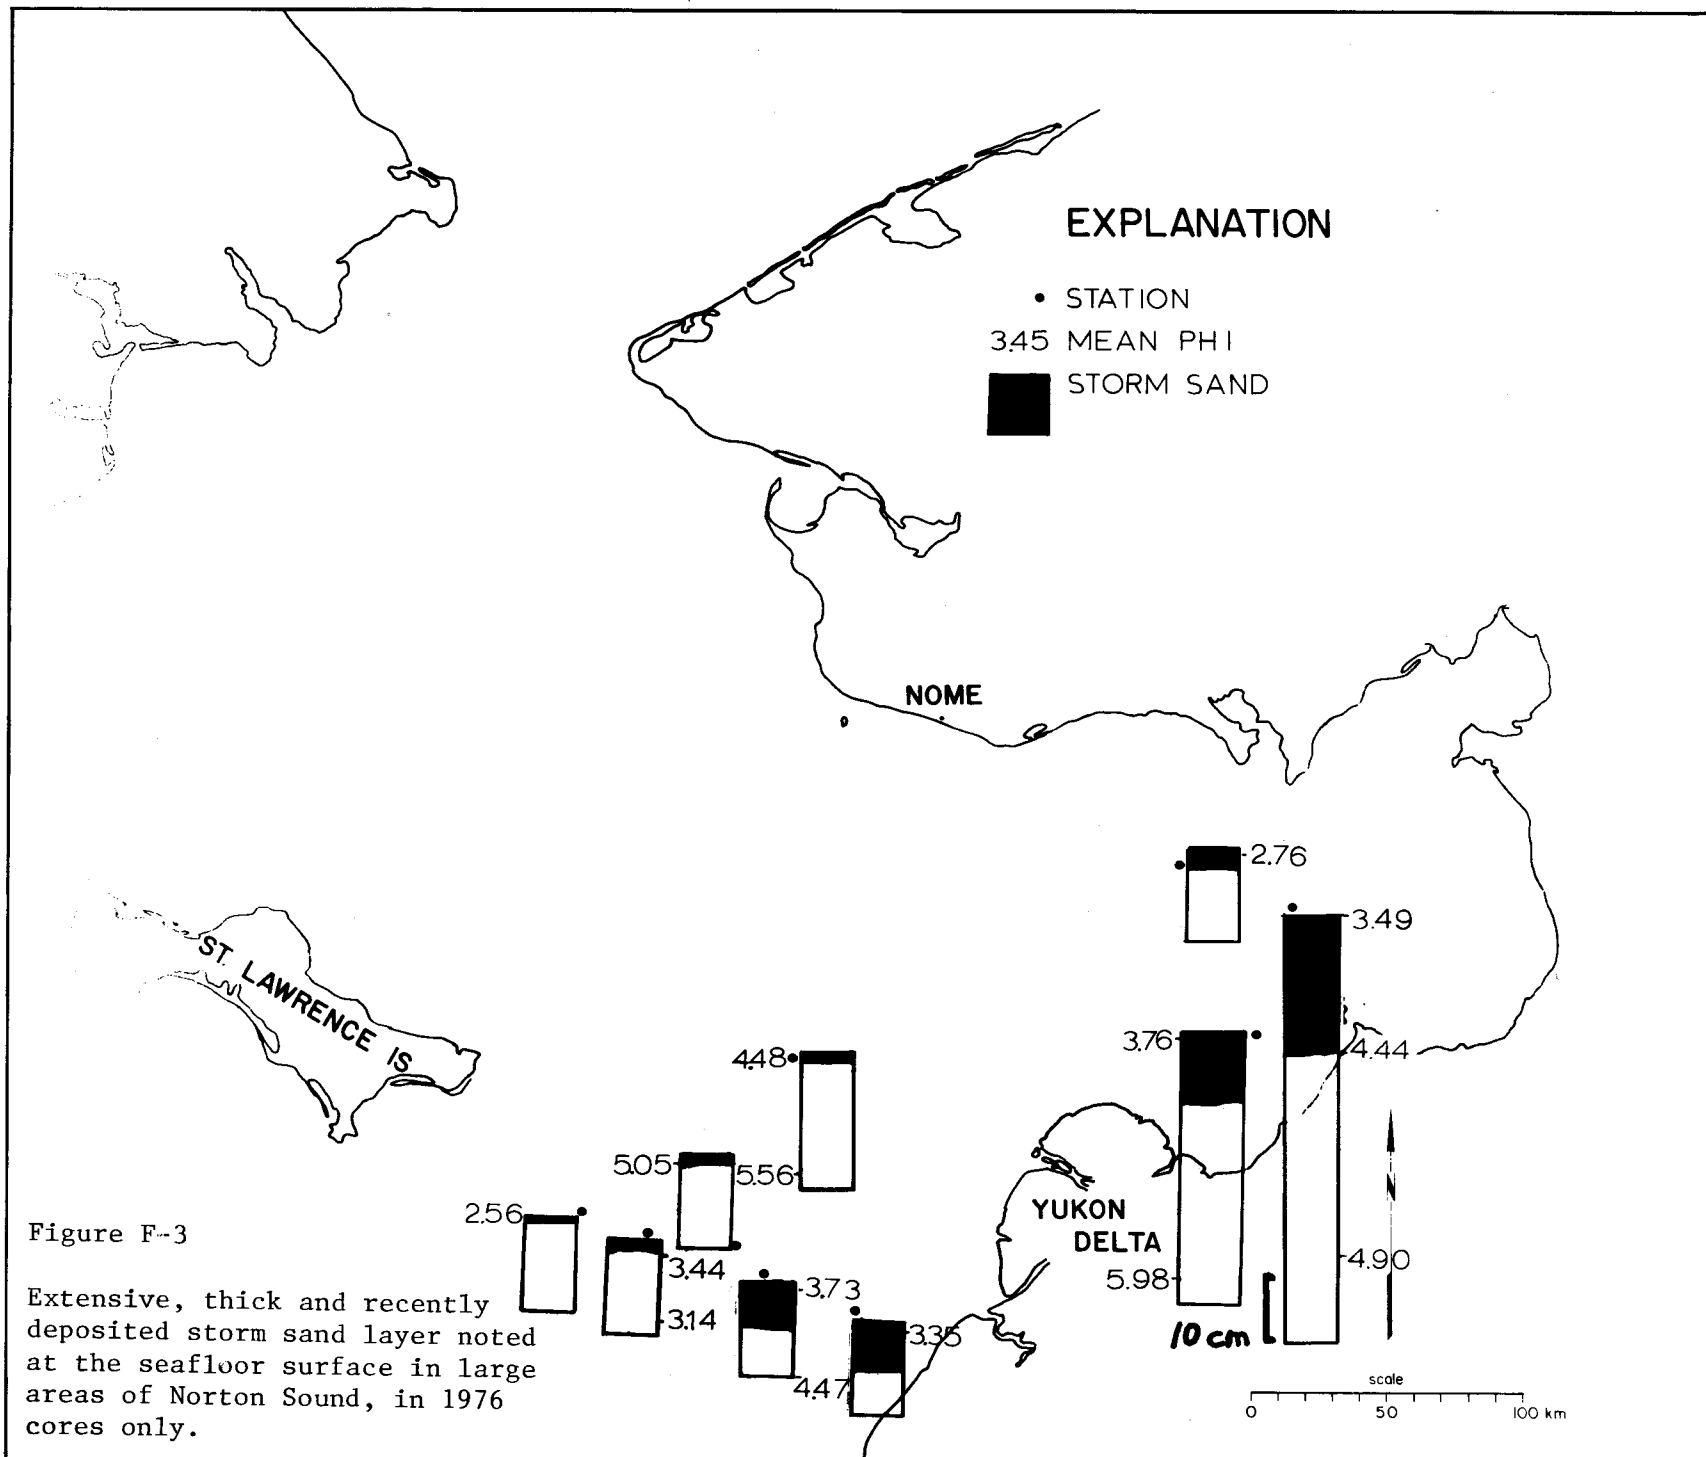 EXPLANATION
• STATION
3.45 MEAN PHI
STORM SAND
NOME
ST. LAWRENCE IS
2.76
3.49
3.76
4.44
4.48
5.05
5.56
2.56
YUKON
DELTA
3.44
4.90
5.98
3.73
3.14
3.35
10 cm
4.47
N
scale
0 50 100 km
Figure F-3
Extensive, thick and recently
deposited storm sand layer noted
at the seafloor surface in large
areas of Norton Sound, in 1976
cores only.